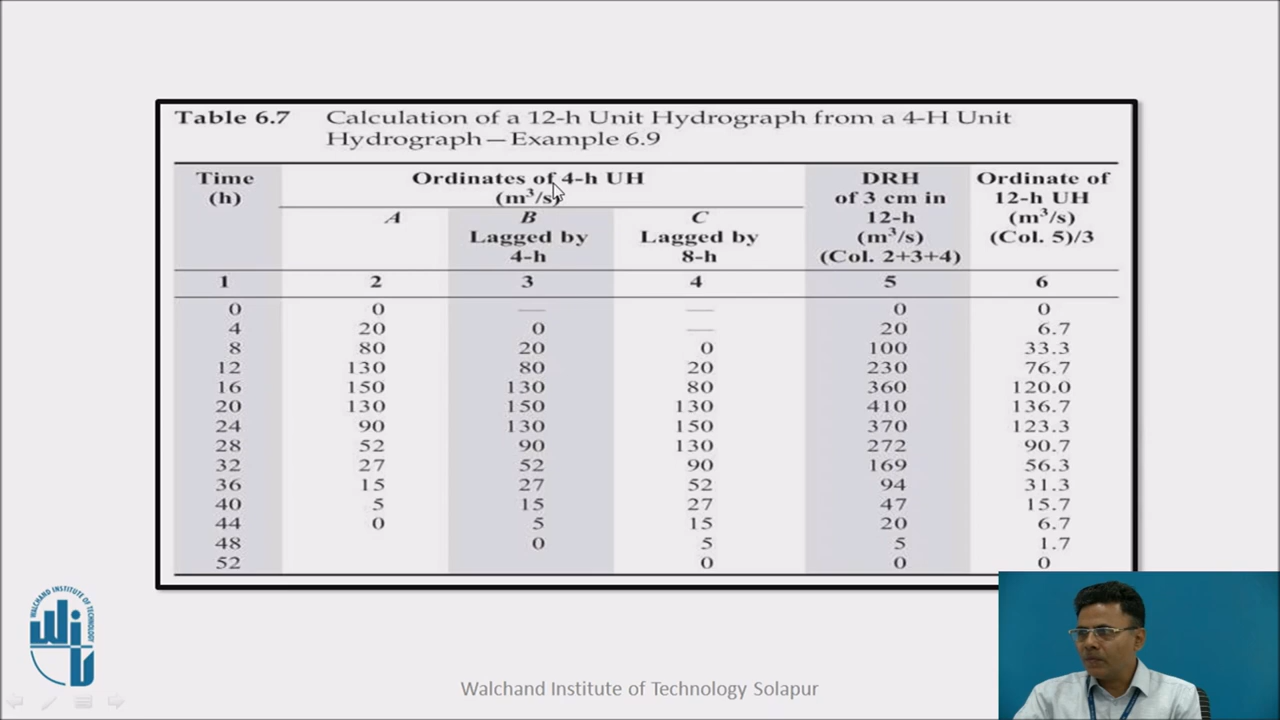 Table 6.7 Calculation of a 12-h Unit Hydrograph from a 4-H Unit
Hydrograph—Example 6.9
Time Ordinates of 4-h UH DRH Ordinate of
(h) (m³/s) of 3 cm in 12-h UH
A B C 12-h (m³/s)
Lagged by Lagged by (m³/s) (Col. 5)/3
4-h 8-h (Col. 2+3+4)
1 2 3 4 5 6
0 0 — — 0 0
4 20 0 — 20 6.7
8 80 20 0 100 33.3
12 130 80 20 230 76.7
16 150 130 80 360 120.0
20 130 150 130 410 136.7
24 90 130 150 370 123.3
28 52 90 130 272 90.7
32 27 52 90 169 56.3
36 15 27 52 94 31.3
40 5 15 27 47 15.7
44 0 5 15 20 6.7
48 0 5 5 1.7
52 0 0 0
WALCHAND INSTITUTE OF TECHNOLOGY
WIT
Walchand Institute of Technology Solapur